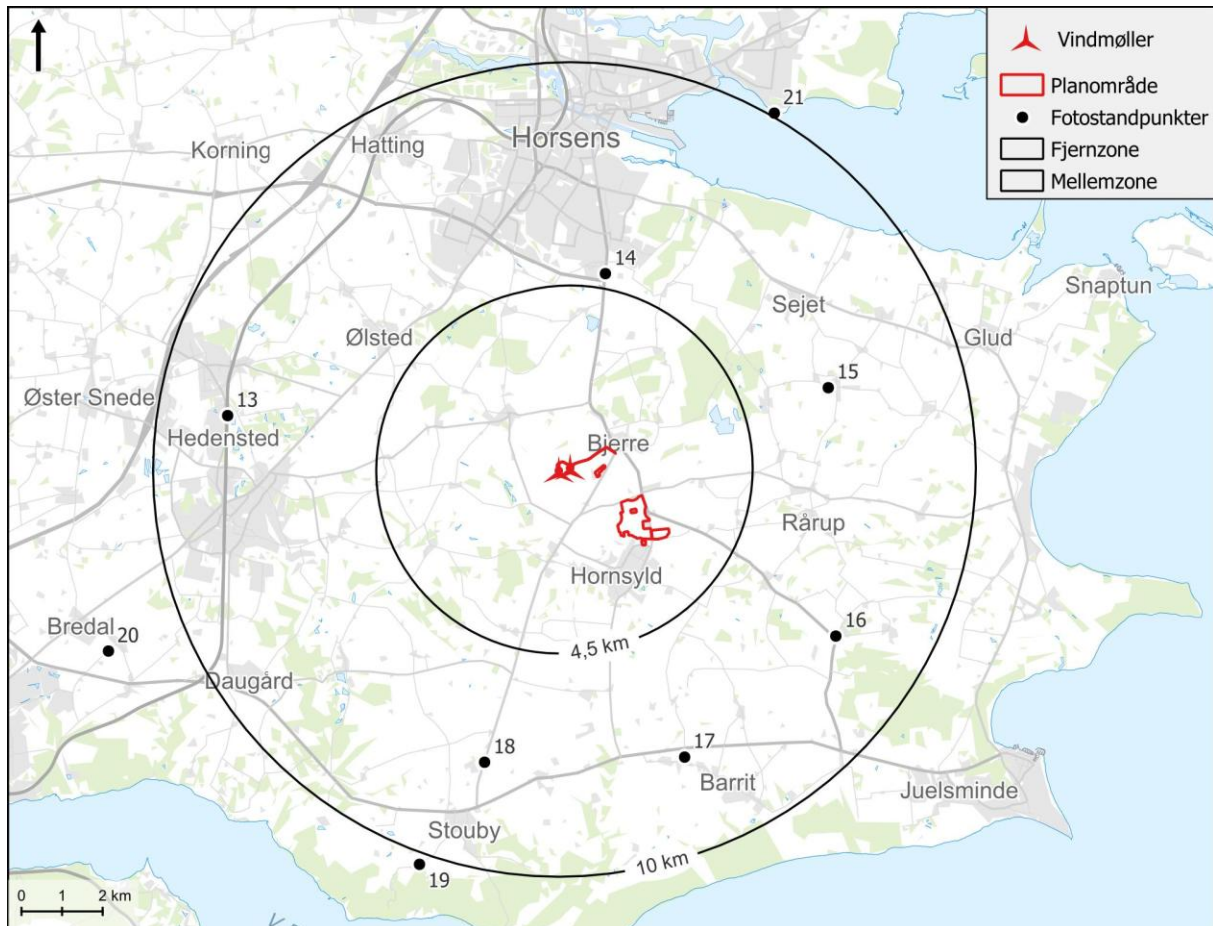 Vindmøller
Planområde
Fotostandpunkter
Fjernzone
Mellemzone
21
Korning
Hatting
Horsens
14
Snaptun
Sejet
Ølsted
Glud
15
Øster Snede
13
Hedensted
Bjerre
Rårup
Hornsyld
Bredal
20
16
4,5 km
Daugård
18
17
Barrit
Juelsminde
Stouby
10 km
19
0 1 2 km